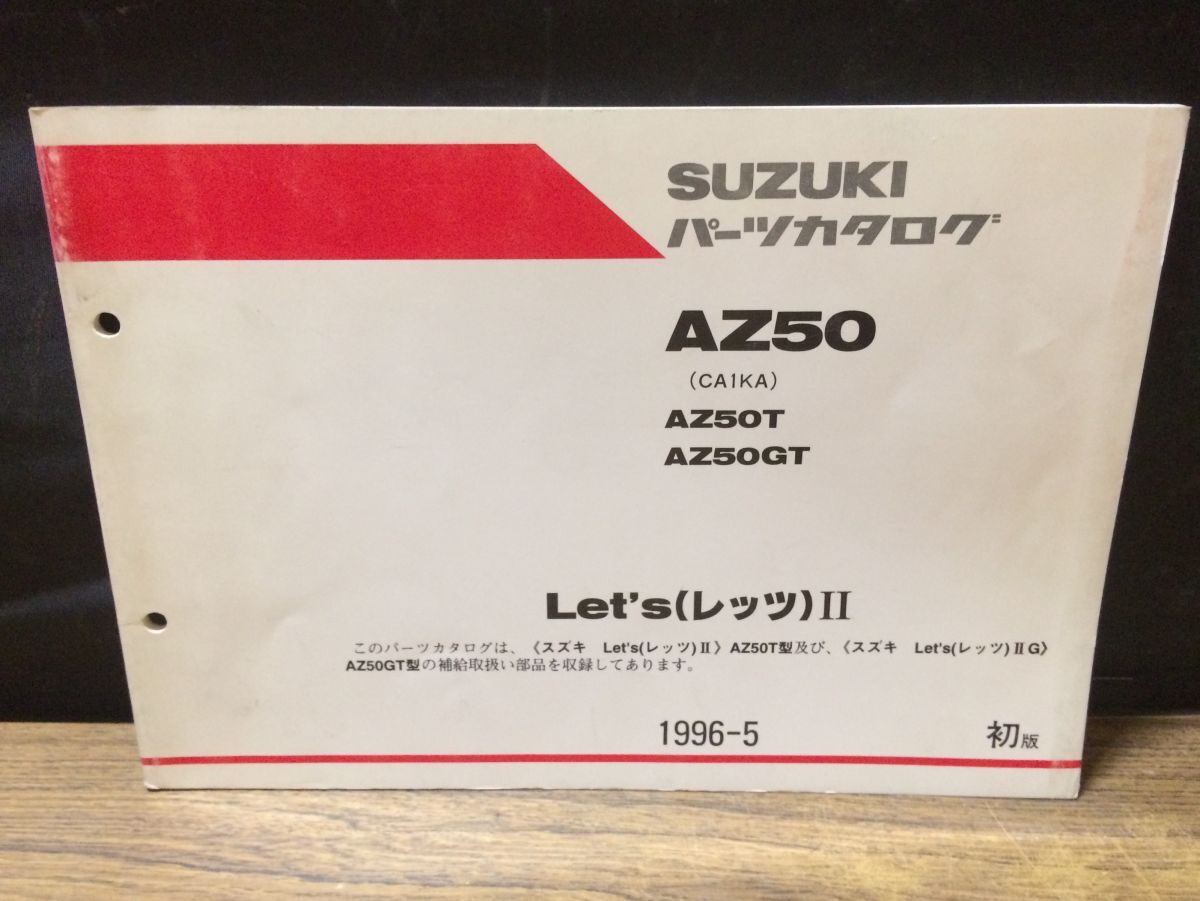 SUZUKI
パーツカタログ
AZ50
(CA1KA)
AZ50T
AZ50GT
Let's(レッツ)II
このパーツカタログは、《スズキ　Let's(レッツ)II》AZ50T型及び、《スズキ　Let's(レッツ)II G》
AZ50GT型の補給取扱い部品を収録してあります。
1996-5 初版